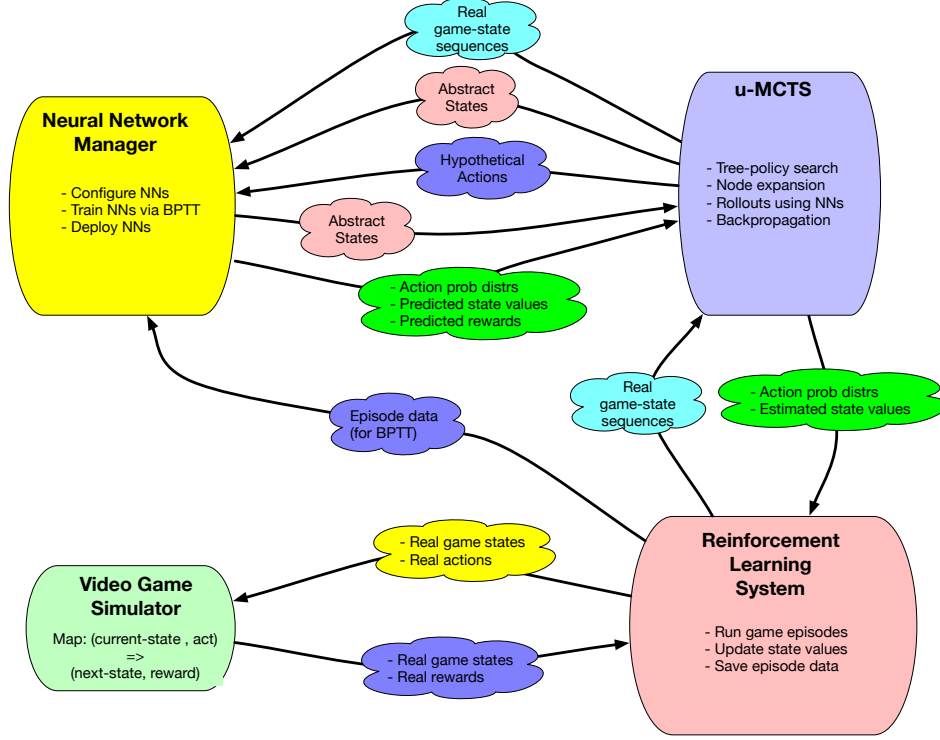 Real
game-state
sequences
Neural Network
Manager
- Configure NNs
- Train NNs via BPTT
- Deploy NNs
Abstract
States
Hypothetical
Actions
Abstract
States
- Action prob distrs
- Predicted state values
- Predicted rewards
u-MCTS
- Tree-policy search
- Node expansion
- Rollouts using NNs
- Backpropagation
Episode data
(for BPTT)
Real
game-state
sequences
- Action prob distrs
- Estimated state values
- Real game states
- Real actions
Video Game
Simulator
Map: (current-state , act)
=>
(next-state, reward)
- Real game states
- Real rewards
Reinforcement
Learning
System
- Run game episodes
- Update state values
- Save episode data